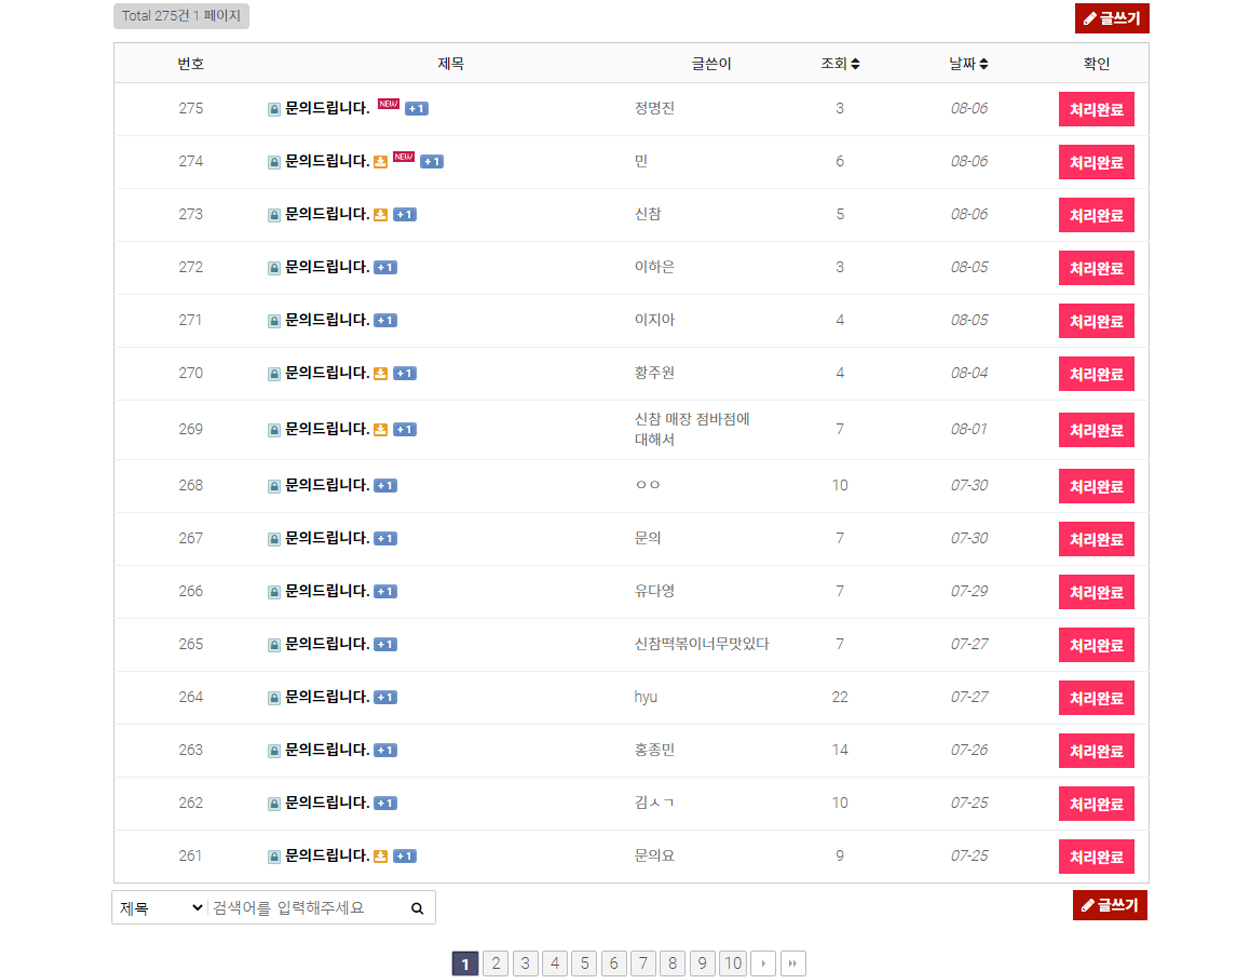 Total 275건 1 페이지
글쓰기
번호 제목 글쓴이 조회 날짜 확인
275 문의드립니다. NEW +1 정명진 3 08-06 처리완료
274 문의드립니다. NEW +1 민 6 08-06 처리완료
273 문의드립니다. +1 신참 5 08-06 처리완료
272 문의드립니다. +1 이하은 3 08-05 처리완료
271 문의드립니다. +1 이지아 4 08-05 처리완료
270 문의드립니다. +1 황주원 4 08-04 처리완료
269 문의드립니다. +1 신참 매장 점바점에 7 08-01 처리완료
대해서
268 문의드립니다. +1 ㅇㅇ 10 07-30 처리완료
267 문의드립니다. +1 문의 7 07-30 처리완료
266 문의드립니다. +1 유다영 7 07-29 처리완료
265 문의드립니다. +1 신참떡볶이너무맛있다 7 07-27 처리완료
264 문의드립니다. +1 hyu 22 07-27 처리완료
263 문의드립니다. +1 홍종민 14 07-26 처리완료
262 문의드립니다. +1 김ㅅㄱ 10 07-25 처리완료
261 문의드립니다. +1 문의요 9 07-25 처리완료
제목 검색어를 입력해주세요 글쓰기
1 2 3 4 5 6 7 8 9 10